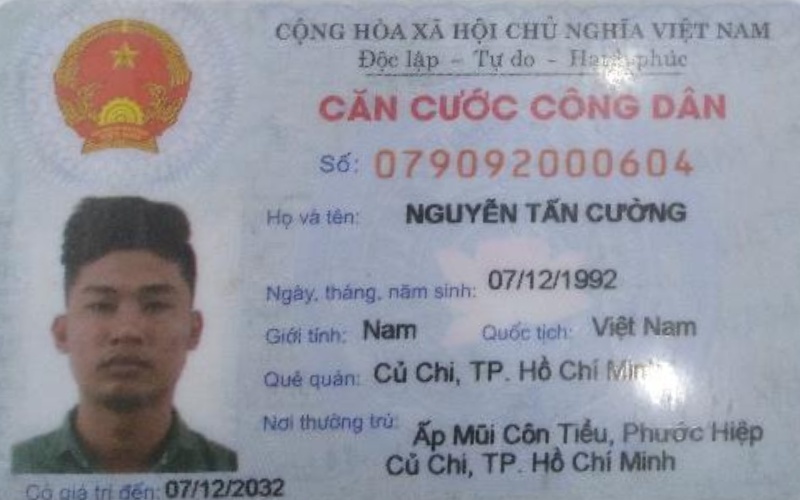 CỘNG HÒA XÃ HỘI CHỦ NGHĨA VIỆT NAM
Độc lập - Tự do - Hạnh phúc
CĂN CƯỚC CÔNG DÂN
Số: 079092000604
Họ và tên: NGUYỄN TẤN CƯỜNG
Ngày, tháng, năm sinh: 07/12/1992
Giới tính: Nam Quốc tịch: Việt Nam
Quê quán: Củ Chi, TP. Hồ Chí Minh
Nơi thường trú: Ấp Mũi Côn Tiểu, Phước Hiệp
Củ Chi, TP. Hồ Chí Minh
Có giá trị đến: 07/12/2032